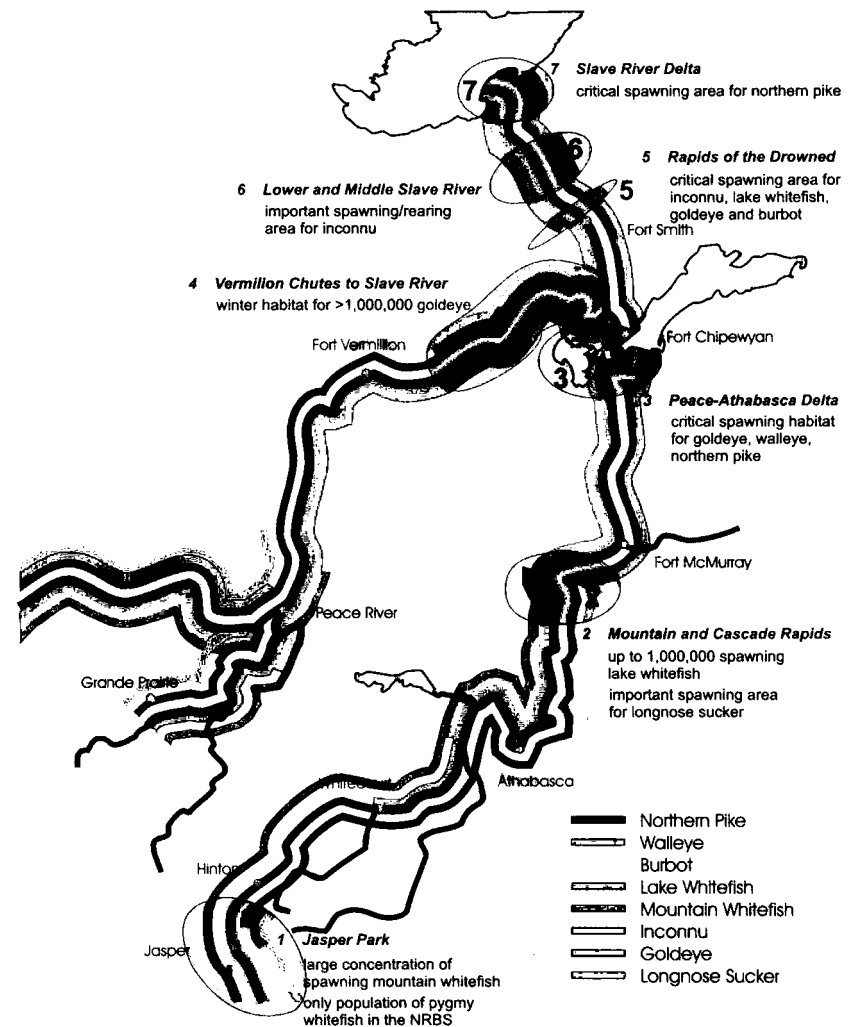 7
7 Slave River Delta
critical spawning area for northern pike
6
5 Rapids of the Drowned
critical spawning area for
inconnu, lake whitefish,
goldeye and burbot
5
6 Lower and Middle Slave River
important spawning/rearing
area for inconnu
Fort Smith
4 Vermilion Chutes to Slave River
winter habitat for >1,000,000 goldeye
Fort Vermillion
Fort Chipewyan
3
3 Peace-Athabasca Delta
critical spawning habitat
for goldeye, walleye,
northern pike
Fort McMurray
Peace River
2 Mountain and Cascade Rapids
up to 1,000,000 spawning
lake whitefish
important spawning area
for longnose sucker
Grande Prairie
Athabasca
Hinton
Jasper
1 Jasper Park
large concentration of
spawning mountain whitefish
only population of pygmy
whitefish in the NRBS
Northern Pike
Walleye
Burbot
Lake Whitefish
Mountain Whitefish
Inconnu
Goldeye
Longnose Sucker